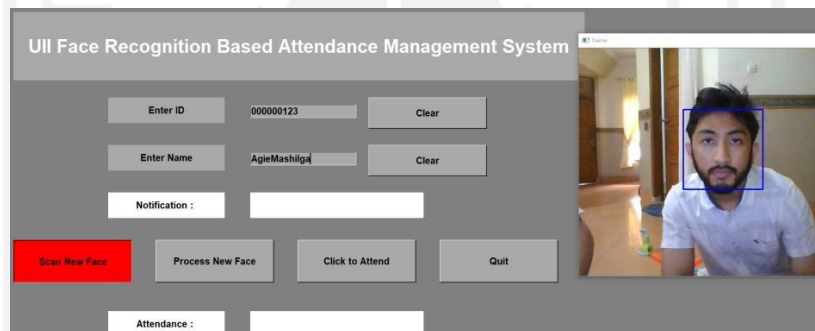 UII Face Recognition Based Attendance Management System
frame
Enter ID
000000123
Clear
Enter Name
AgieMashilga
Clear
Notification :
Scan New Face
Process New Face
Click to Attend
Quit
Attendance :